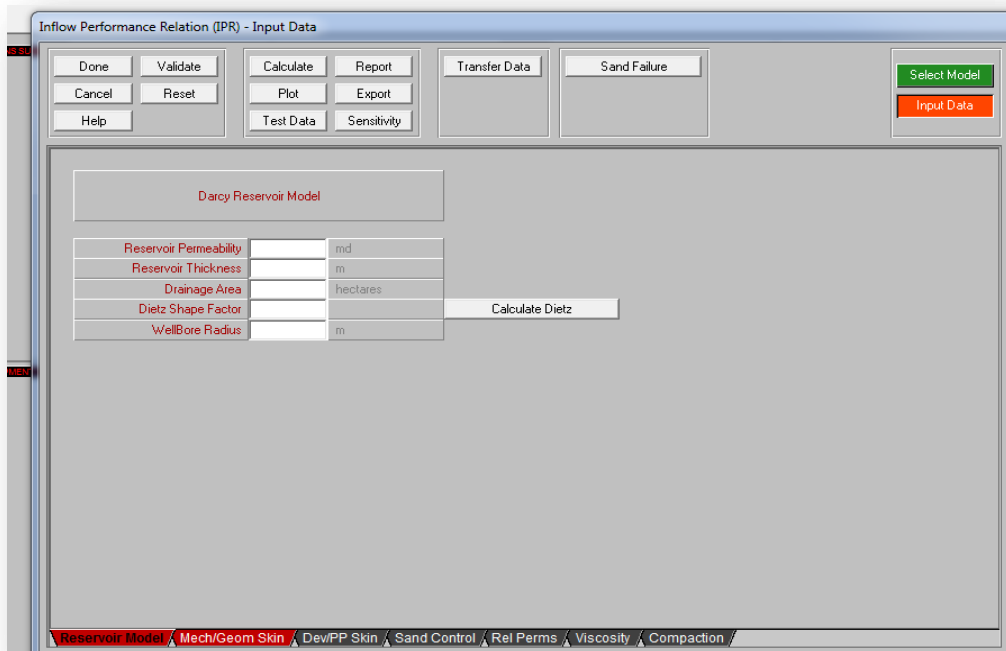 Inflow Performance Relation (IPR) - Input Data
Done Validate Calculate Report Transfer Data Sand Failure Select Model
Cancel Reset Plot Export Input Data
Help Test Data Sensitivity
Darcy Reservoir Model
Reservoir Permeability md
Reservoir Thickness m
Drainage Area hectares
Dietz Shape Factor Calculate Dietz
WellBore Radius m
Reservoir Model Mech/Geom Skin Dev/PP Skin Sand Control Rel Perms Viscosity Compaction